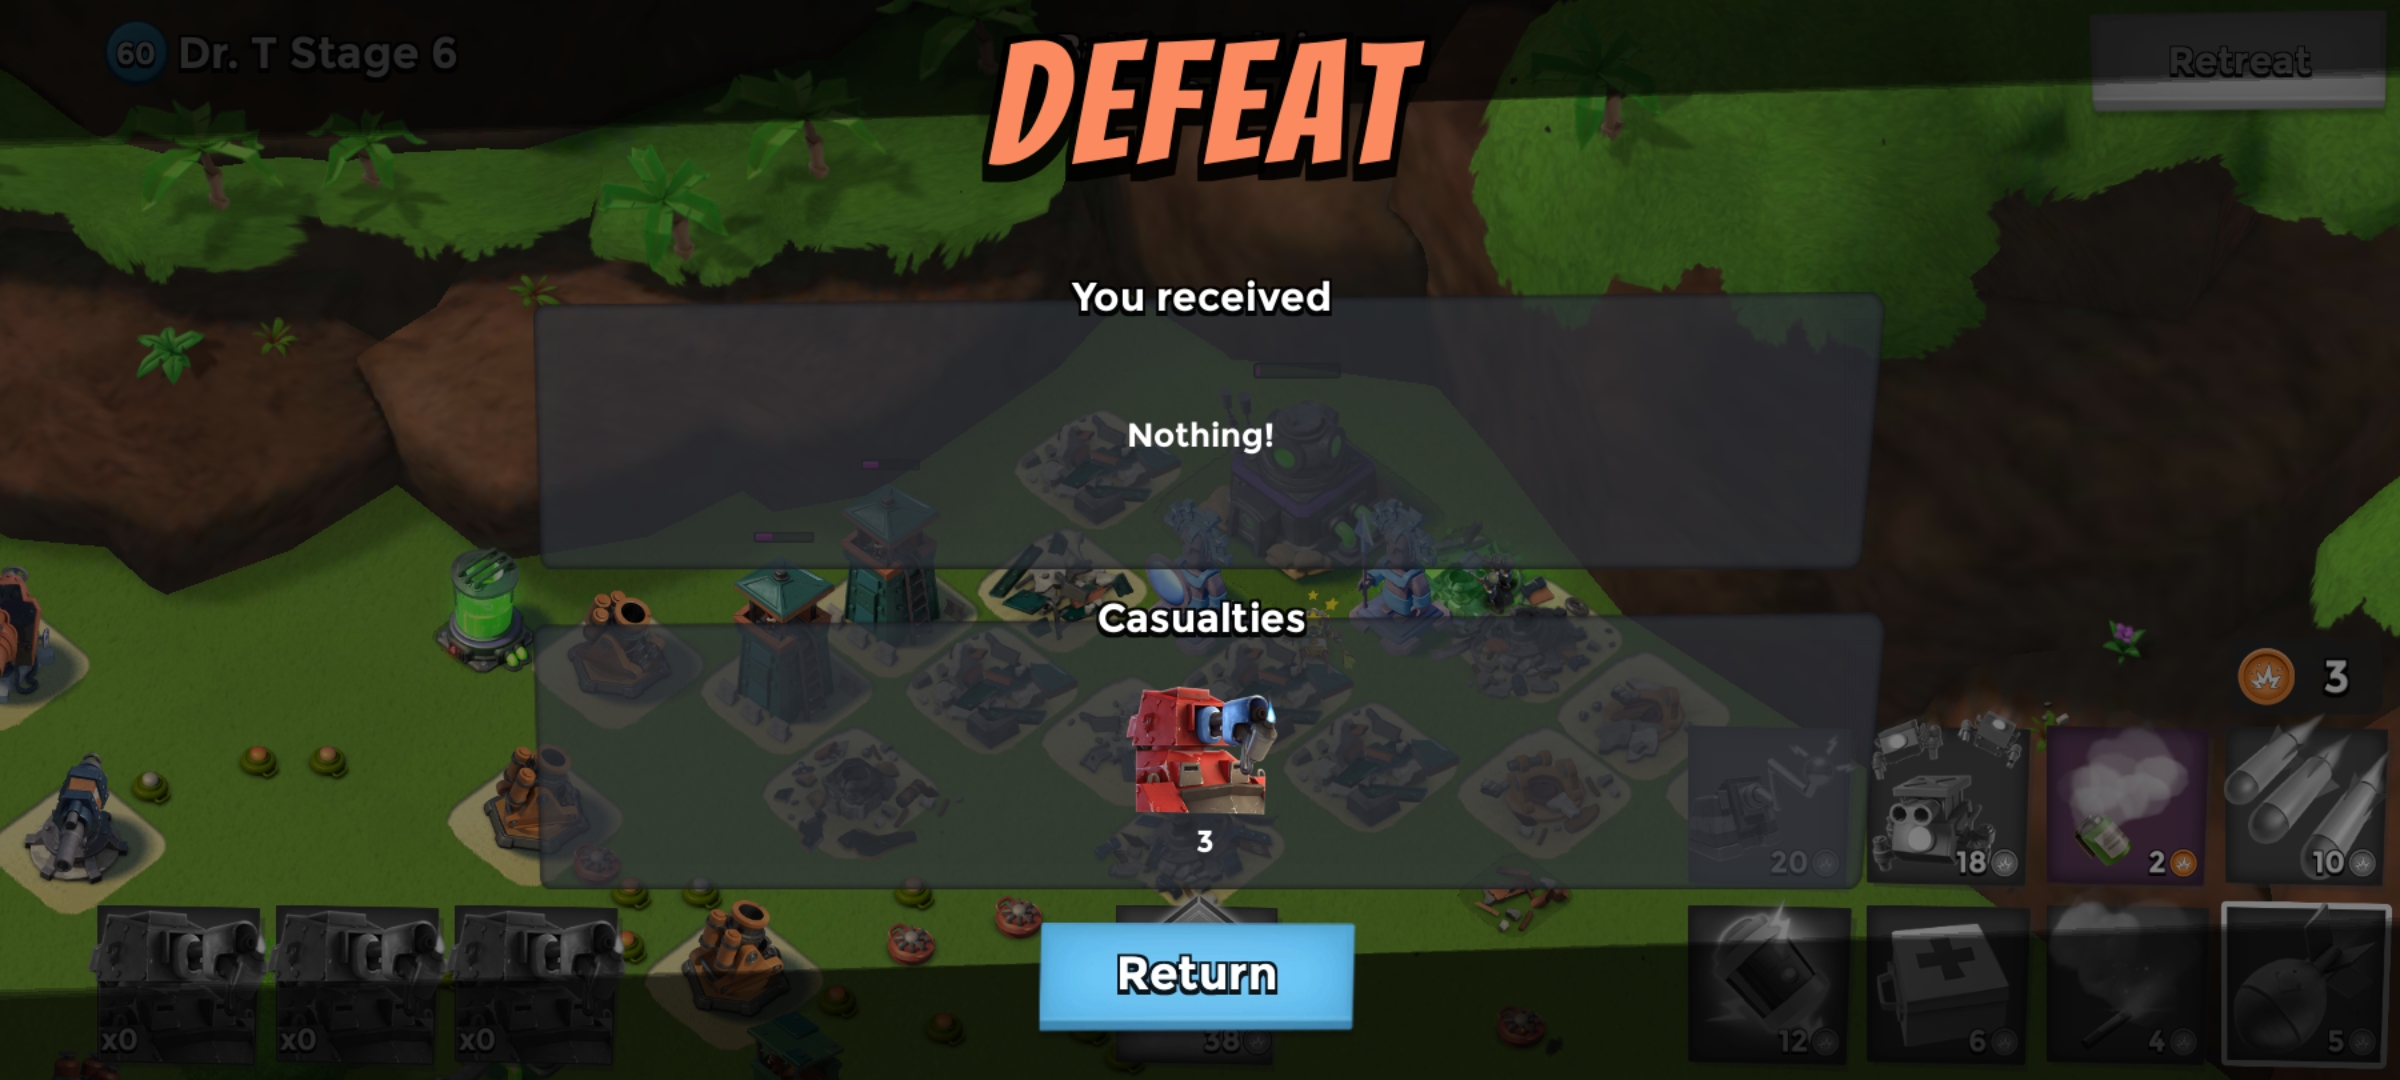 60 Dr. T Stage 6
DEFEAT
Retreat
You received
Nothing!
Casualties
3
3
20
18
2
10
Return
x0
x0
x0
38
12
6
4
5